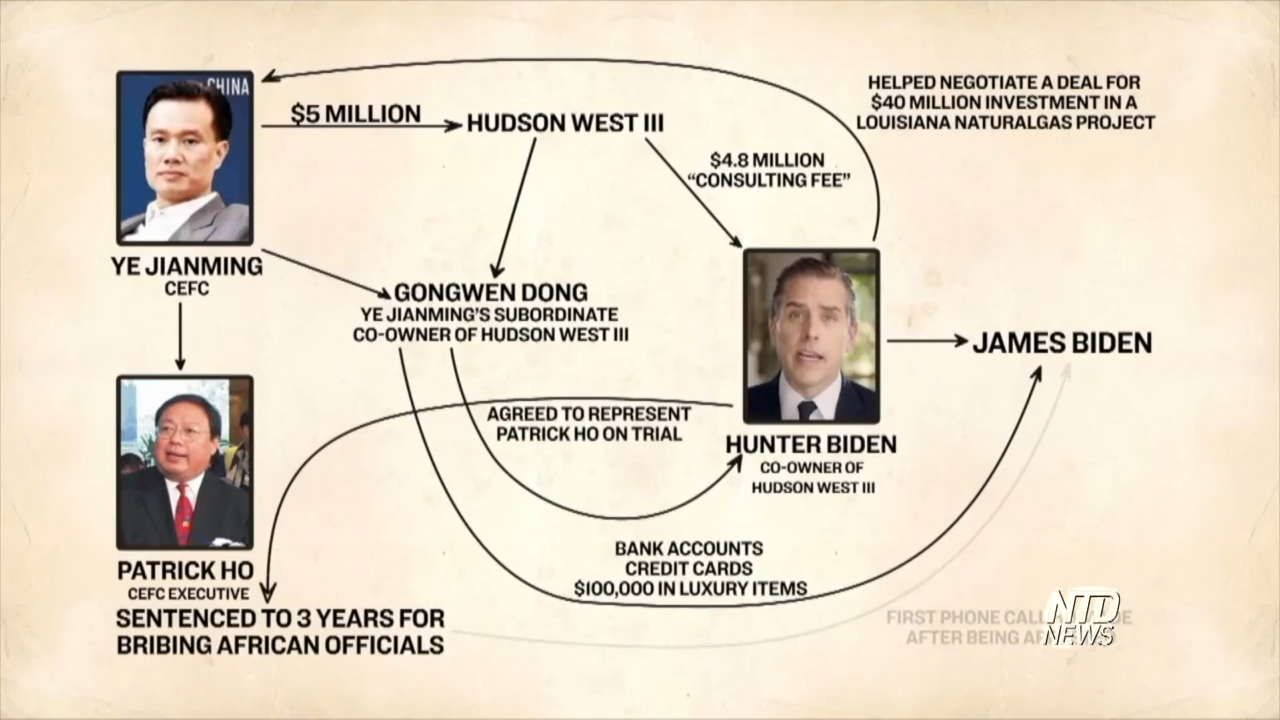 CHINA
$5 MILLION
HUDSON WEST III
HELPED NEGOTIATE A DEAL FOR
$40 MILLION INVESTMENT IN A
LOUISIANA NATURALGAS PROJECT
$4.8 MILLION
“CONSULTING FEE”
YE JIANMING
CEFC
GONGWEN DONG
YE JIANMING'S SUBORDINATE
CO-OWNER OF HUDSON WEST III
JAMES BIDEN
AGREED TO REPRESENT
PATRICK HO ON TRIAL
HUNTER BIDEN
CO-OWNER OF
HUDSON WEST III
BANK ACCOUNTS
CREDIT CARDS
$100,000 IN LUXURY ITEMS
PATRICK HO
CEFC EXECUTIVE
SENTENCED TO 3 YEARS FOR
BRIBING AFRICAN OFFICIALS
FIRST PHONE CALL
AFTER BEING
NTD
NEWS